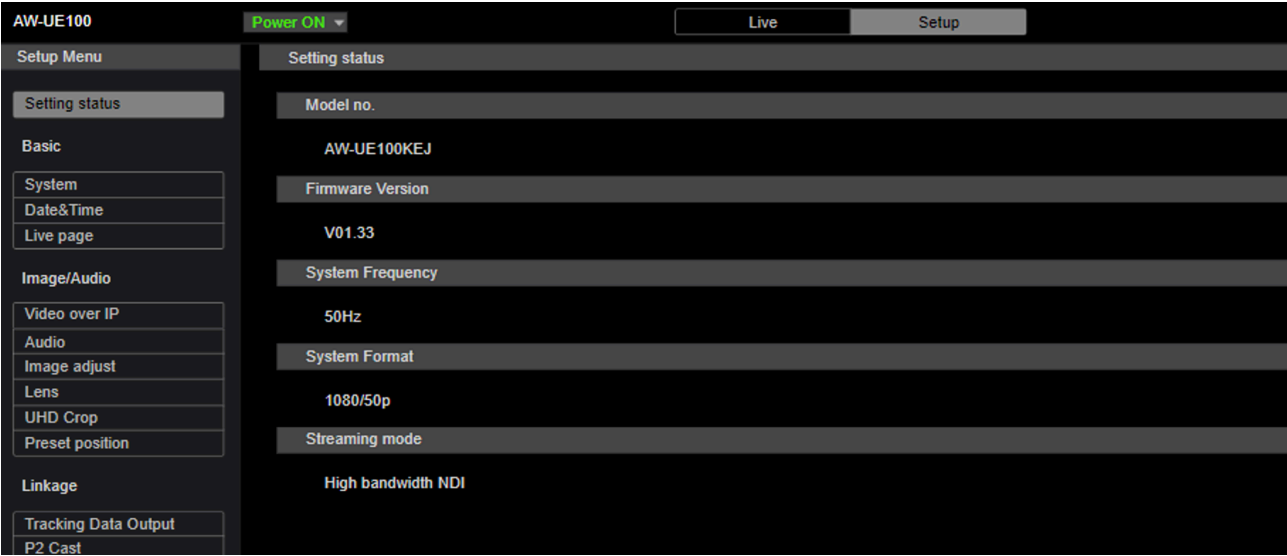 AW-UE100
Power ON
Live
Setup
Setup Menu
Setting status
Basic
System
Date&Time
Live page
Image/Audio
Video over IP
Audio
Image adjust
Lens
UHD Crop
Preset position
Linkage
Tracking Data Output
P2 Cast
Setting status
Model no.
AW-UE100KEJ
Firmware Version
V01.33
System Frequency
50Hz
System Format
1080/50p
Streaming mode
High bandwidth NDI